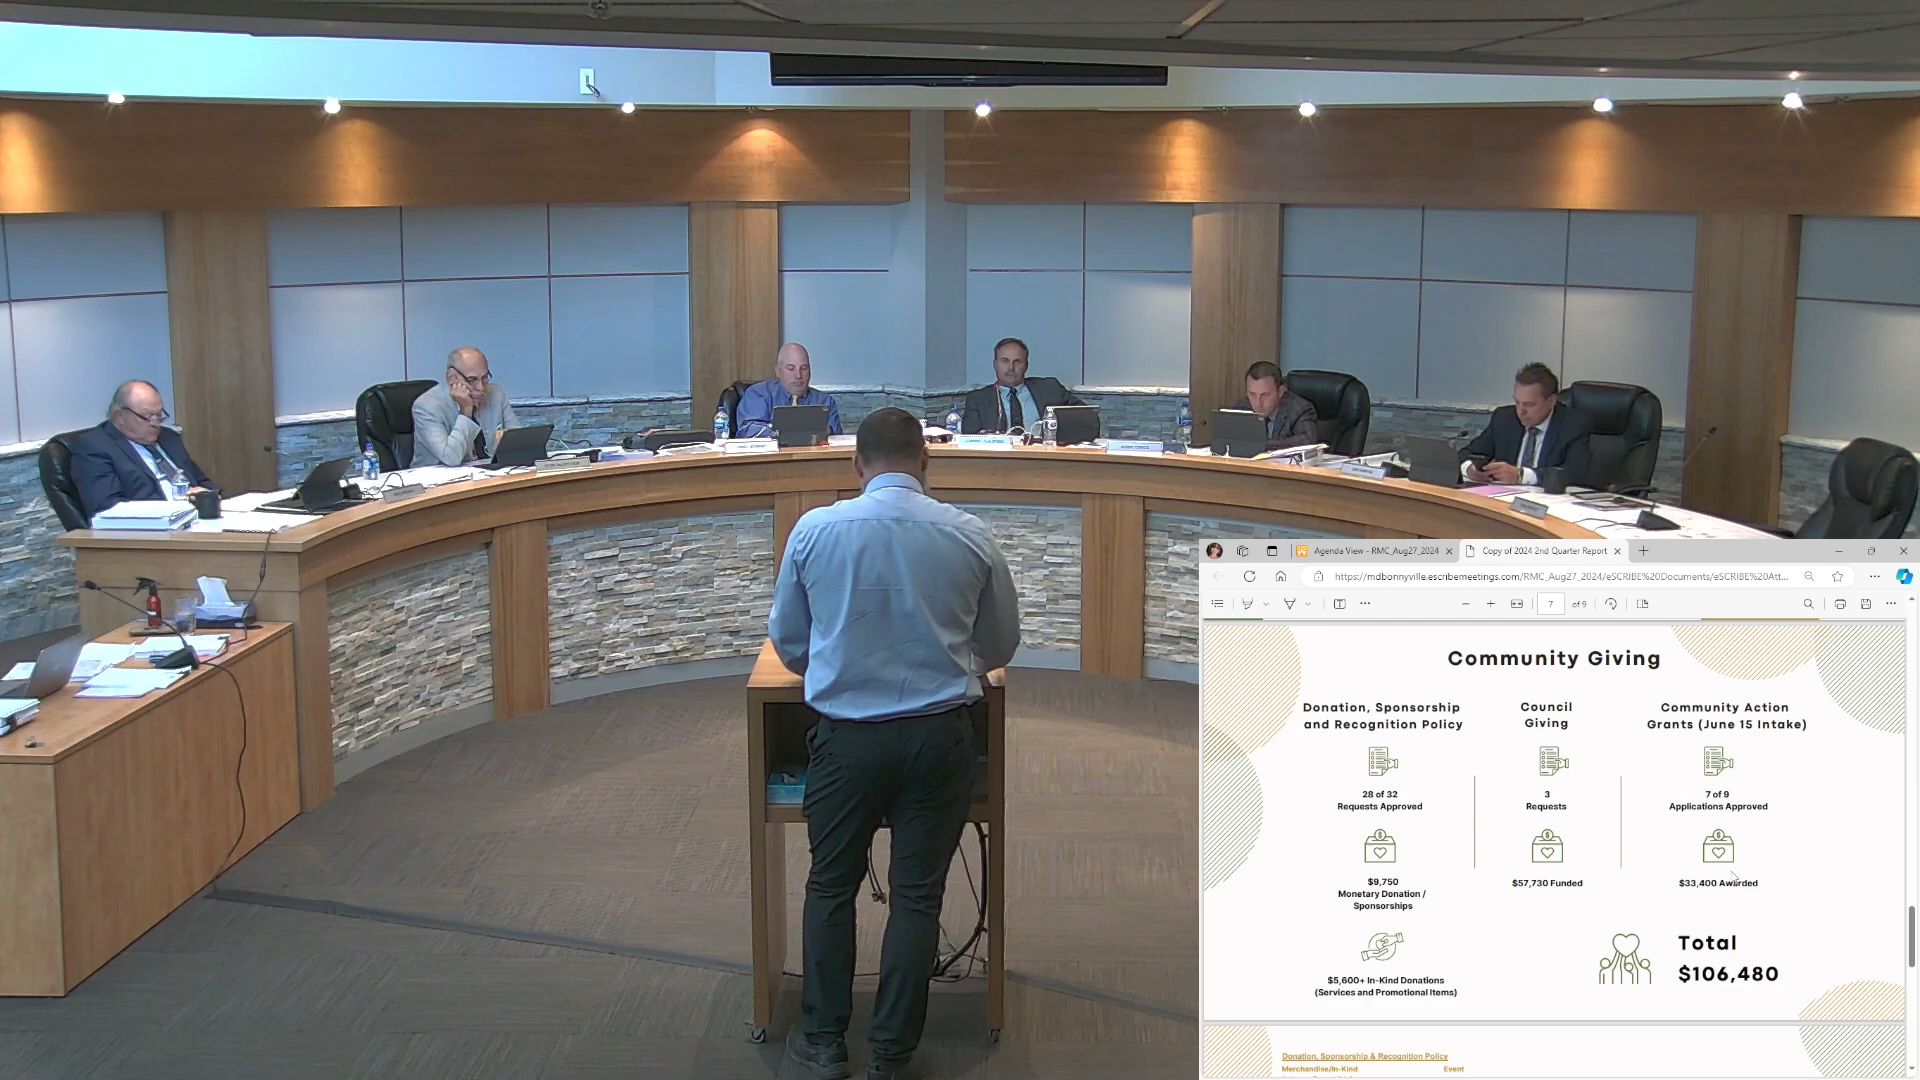 Agenda View - RMC_Aug27_2024
Copy of 2024 2nd Quarter Report
https://mdbonnyville.escribemeetings.com/RMC_Aug27_2024/eSCRIBE%20Documents/eSCRIBE%20Att...
7 of 9
Community Giving
Donation, Sponsorship
and Recognition Policy
28 of 32
Requests Approved
$9,750
Monetary Donation /
Sponsorships
$5,600+ In-Kind Donations
(Services and Promotional Items)
Council
Giving
3
Requests
$57,730 Funded
Community Action
Grants (June 15 Intake)
7 of 9
Applications Approved
$33,400 Awarded
Total
$106,480
Donation, Sponsorship & Recognition Policy
Merchandise/In-Kind Event